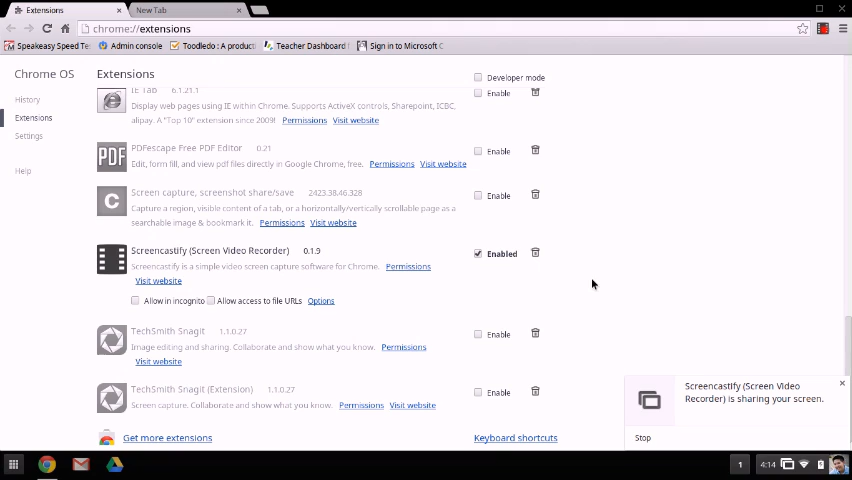 Extensions
New Tab
chrome://extensions
Speakeasy Speed Te
Admin console
Toodledo : A producti
Teacher Dashboard f
Sign in to Microsoft C
Chrome OS
History
Extensions
Settings
Help
Extensions
Developer mode
IE Tab 6.1.21.1
Enable
Display web pages using IE within Chrome. Supports ActiveX controls, Sharepoint, ICBC,
alipay. A "Top 10" extension since 2009! Permissions Visit website
PDF
PDFescape Free PDF Editor 0.21
Enable
Edit, form fill, and view pdf files directly in Google Chrome, free. Permissions Visit website
C
Screen capture, screenshot share/save 2423.38.46.328
Enable
Capture a region, visible content of a tab, or a horizontally/vertically scrollable page as a
searchable image & bookmark it. Permissions Visit website
Screencastify (Screen Video Recorder) 0.1.9
Enabled
Screencastify is a simple video screen capture software for Chrome. Permissions
Visit website
Allow in incognito Allow access to file URLs Options
TechSmith Snagit 1.1.0.27
Enable
Image editing and sharing. Collaborate and show what you know. Permissions
Visit website
TechSmith Snagit (Extension) 1.1.0.27
Enable
Screen capture. Collaborate and show what you know. Permissions Visit website
Get more extensions
Keyboard shortcuts
Screencastify (Screen Video
Recorder) is sharing your screen.
Stop
1
4:14